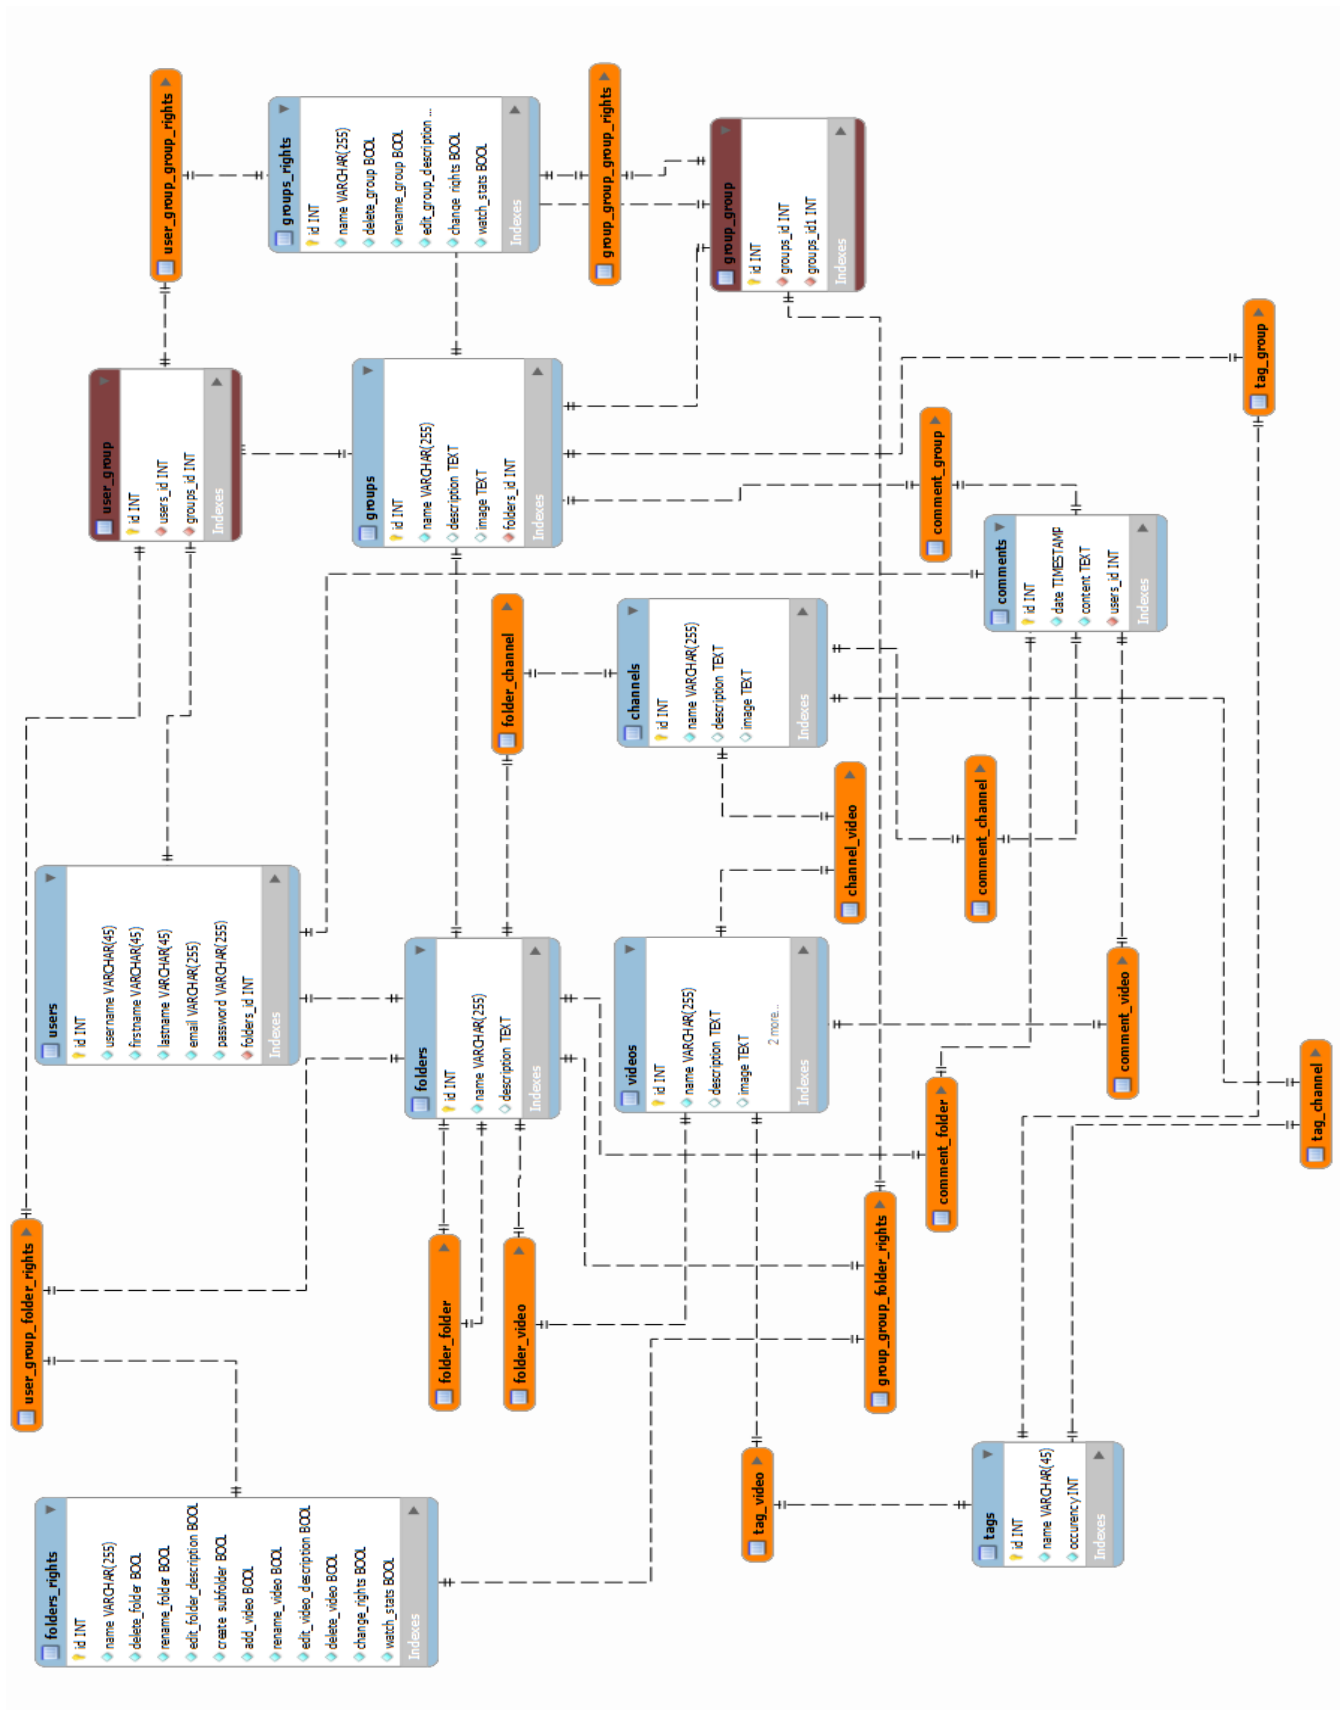 folders_rights
id INT
name VARCHAR(255)
delete_folder BOOL
rename_folder BOOL
edit_folder_description BOOL
create subfolder BOOL
add_video BOOL
rename_video BOOL
edit_video_description BOOL
delete_video BOOL
change_rights BOOL
watch_stats BOOL
Indexes
user_group_folder_rights
users
id INT
username VARCHAR(45)
firstname VARCHAR(45)
lastname VARCHAR(45)
email VARCHAR(255)
password VARCHAR(255)
folders_id INT
Indexes
user_group
id INT
users_id INT
groups_id INT
Indexes
user_group_group_rights
groups_rights
id INT
name VARCHAR(255)
delete_group BOOL
rename_group BOOL
edit_group_description ...
change rights BOOL
watch_stats BOOL
Indexes
groups
id INT
name VARCHAR(255)
description TEXT
image TEXT
folders_id INT
Indexes
folders
id INT
name VARCHAR(255)
description TEXT
Indexes
folder_folder
folder_video
folder_channel
group_group_group_rights
videos
id INT
name VARCHAR(255)
description TEXT
image TEXT
2 more...
Indexes
channels
id INT
name VARCHAR(255)
description TEXT
image TEXT
Indexes
group_group
id INT
groups_id INT
groups_id1 INT
Indexes
tag_video
channel_video
group_group_folder_rights
comment_folder
comment_channel
comment_group
tags
id INT
name VARCHAR(45)
occurency INT
Indexes
comments
id INT
date TIMESTAMP
content TEXT
users_id INT
Indexes
comment_video
tag_group
tag_channel